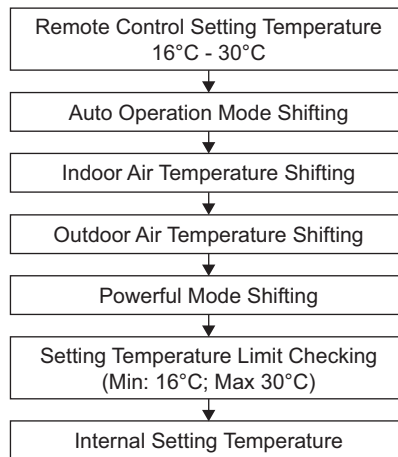 Remote Control Setting Temperature
16°C - 30°C
Auto Operation Mode Shifting
Indoor Air Temperature Shifting
Outdoor Air Temperature Shifting
Powerful Mode Shifting
Setting Temperature Limit Checking
(Min: 16°C; Max 30°C)
Internal Setting Temperature